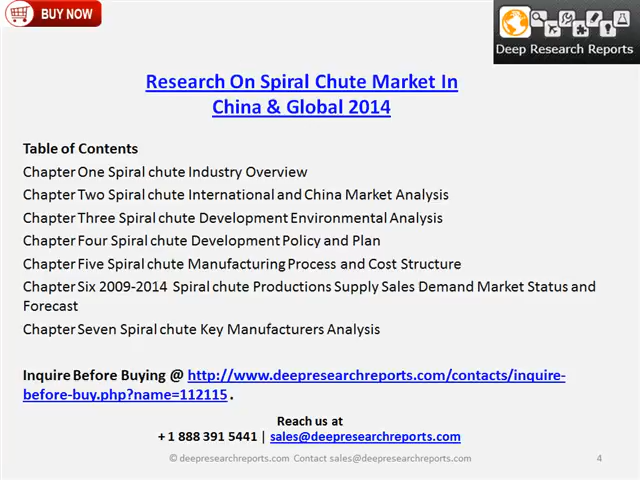 BUY NOW
Deep Research Reports
Research On Spiral Chute Market In
China & Global 2014
Table of Contents
Chapter One Spiral chute Industry Overview
Chapter Two Spiral chute International and China Market Analysis
Chapter Three Spiral chute Development Environmental Analysis
Chapter Four Spiral chute Development Policy and Plan
Chapter Five Spiral chute Manufacturing Process and Cost Structure
Chapter Six 2009-2014 Spiral chute Productions Supply Sales Demand Market Status and
Forecast
Chapter Seven Spiral chute Key Manufacturers Analysis
Inquire Before Buying @ http://www.deepresearchreports.com/contacts/inquire-
before-buy.php?name=112115 .
Reach us at
+ 1 888 391 5441 | sales@deepresearchreports.com
© deepresearchreports.com Contact sales@deepresearchreports.com
4